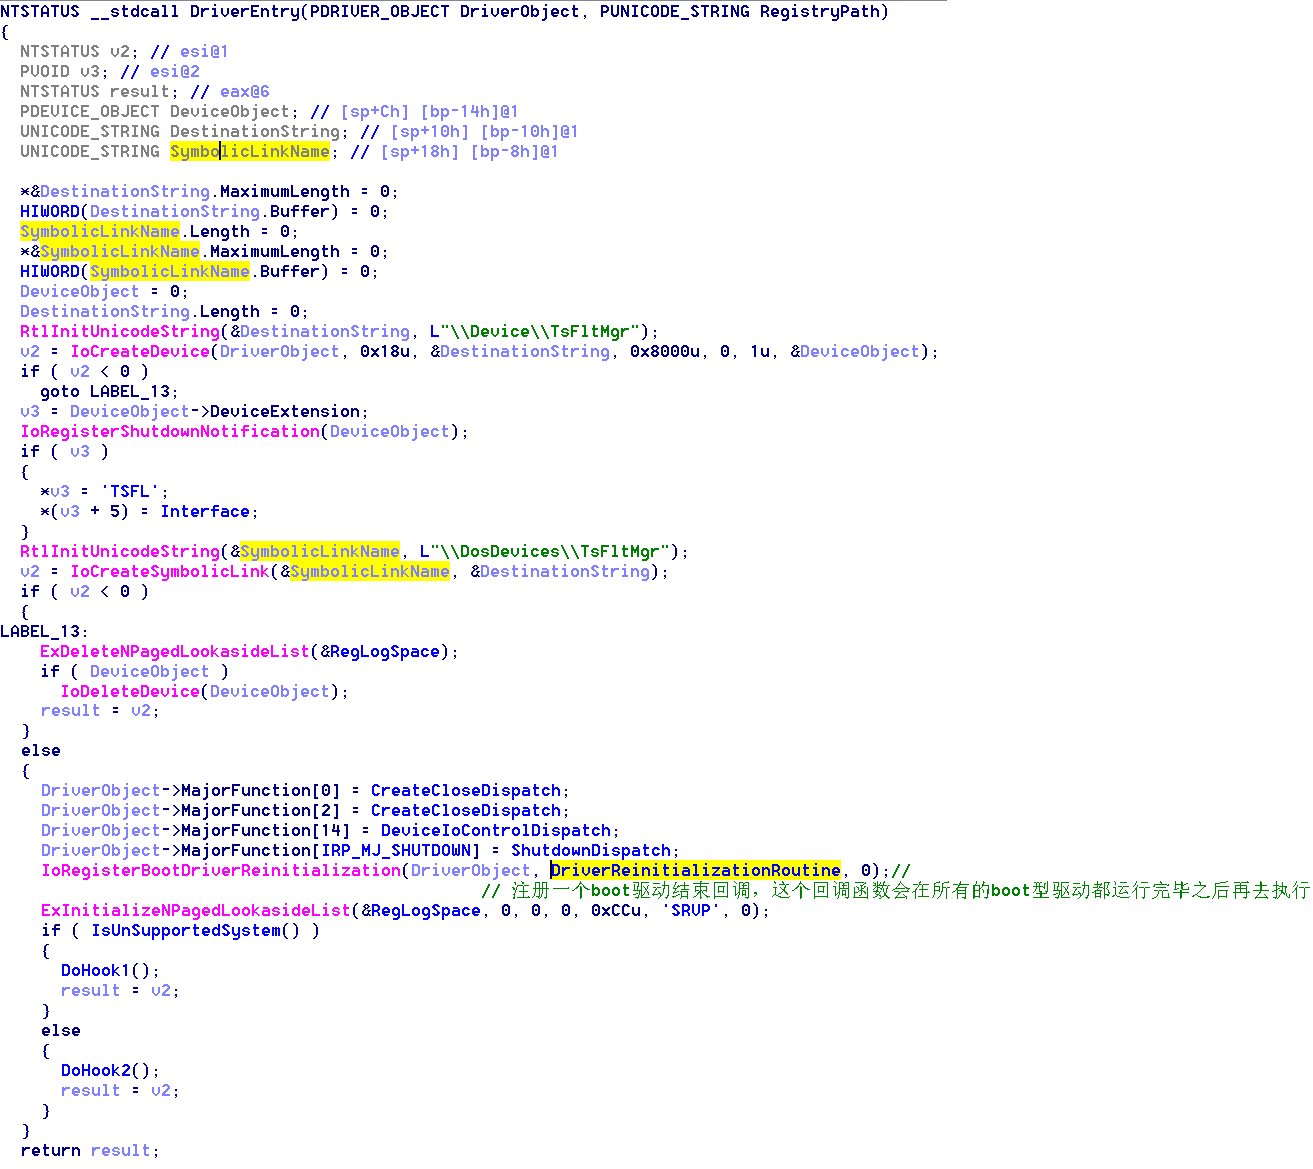 NTSTATUS __stdcall DriverEntry(PDRIVER_OBJECT DriverObject, PUNICODE_STRING RegistryPath)
{
  NTSTATUS v2; // esi@1
  PVOID v3; // esi@2
  NTSTATUS result; // eax@6
  PDEVICE_OBJECT DeviceObject; // [sp+Ch] [bp-14h]@1
  UNICODE_STRING DestinationString; // [sp+10h] [bp-10h]@1
  UNICODE_STRING SymbolicLinkName; // [sp+18h] [bp-8h]@1

  *&DestinationString.MaximumLength = 0;
  HIWORD(DestinationString.Buffer) = 0;
  SymbolicLinkName.Length = 0;
  *&SymbolicLinkName.MaximumLength = 0;
  HIWORD(SymbolicLinkName.Buffer) = 0;
  DeviceObject = 0;
  DestinationString.Length = 0;
  RtlInitUnicodeString(&DestinationString, L"\\Device\\TsFltMgr");
  v2 = IoCreateDevice(DriverObject, 0x18u, &DestinationString, 0x8000u, 0, 1u, &DeviceObject);
  if ( v2 < 0 )
    goto LABEL_13;
  v3 = DeviceObject->DeviceExtension;
  IoRegisterShutdownNotification(DeviceObject);
  if ( v3 )
  {
    *v3 = 'TSFL';
    *(v3 + 5) = Interface;
  }
  RtlInitUnicodeString(&SymbolicLinkName, L"\\DosDevices\\TsFltMgr");
  v2 = IoCreateSymbolicLink(&SymbolicLinkName, &DestinationString);
  if ( v2 < 0 )
  {
LABEL_13:
    ExDeleteNPagedLookasideList(&RegLogSpace);
    if ( DeviceObject )
      IoDeleteDevice(DeviceObject);
    result = v2;
  }
  else
  {
    DriverObject->MajorFunction[0] = CreateCloseDispatch;
    DriverObject->MajorFunction[2] = CreateCloseDispatch;
    DriverObject->MajorFunction[14] = DeviceIoControlDispatch;
    DriverObject->MajorFunction[IRP_MJ_SHUTDOWN] = ShutdownDispatch;
    IoRegisterBootDriverReinitialization(DriverObject, DriverReinitializationRoutine, 0);//
                                                // 注册一个boot驱动结束回调，这个回调函数会在所有的boot型驱动都运行完毕之后再去执行
    ExInitializeNPagedLookasideList(&RegLogSpace, 0, 0, 0, 0xCCu, 'SRVP', 0);
    if ( IsUnSupportedSystem() )
    {
      DoHook1();
      result = v2;
    }
    else
    {
      DoHook2();
      result = v2;
    }
  }
  return result;